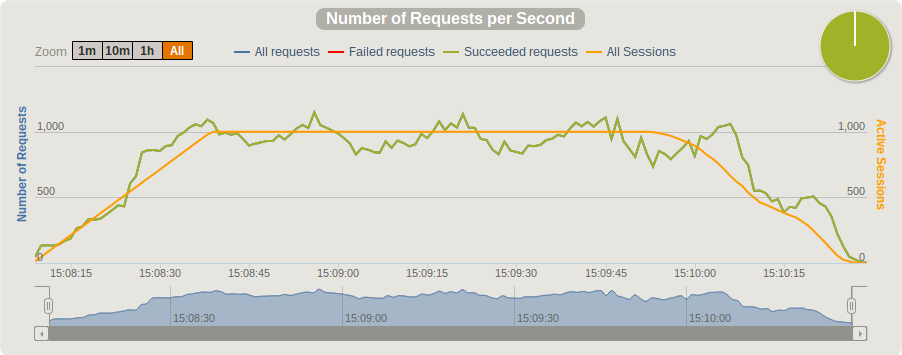 Number of Requests per Second
Zoom 1m 10m 1h All
All requests Failed requests Succeeded requests All Sessions
Number of Requests
1,000
500
0
1,000
500
0
Active Sessions
15:08:15 15:08:30 15:08:45 15:09:00 15:09:15 15:09:30 15:09:45 15:10:00 15:10:15
15:08:30 15:09:00 15:09:30 15:10:00